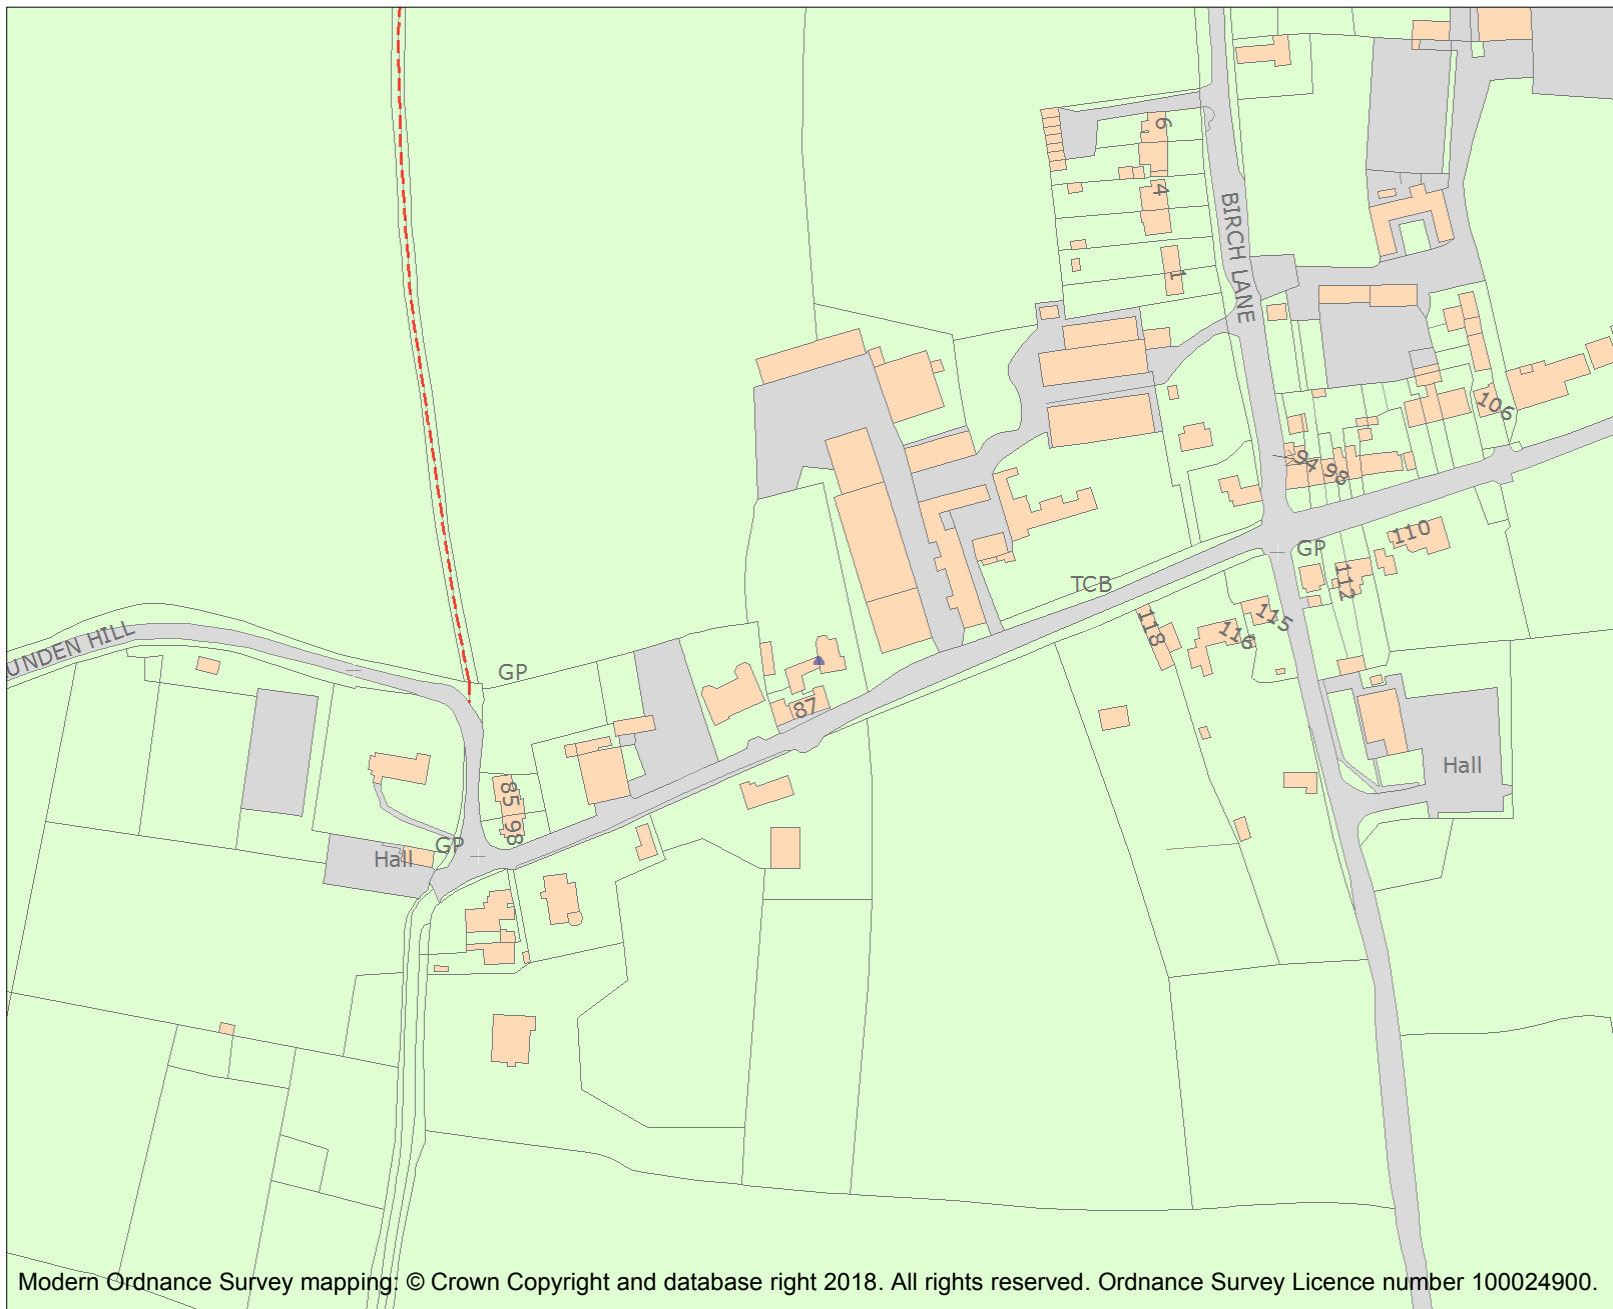 6
4
BIRCH LANE
1
106
94
98
110
GP
112
TCB
115
118
116
UNDEN HILL
GP
87
Hall
85
98
GP
Hall
Modern Ordnance Survey mapping: © Crown Copyright and database right 2018. All rights reserved. Ordnance Survey Licence number 100024900.